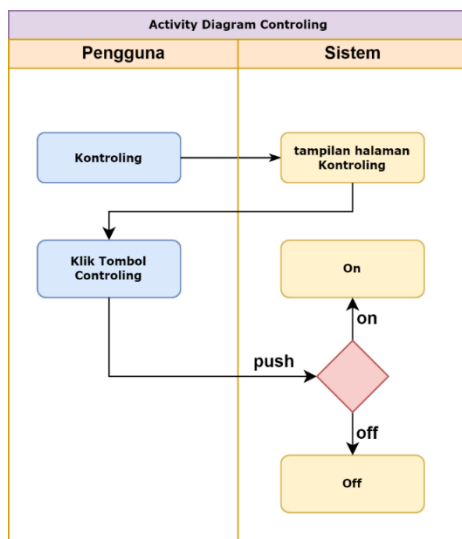 Activity Diagram Controling
Pengguna
Sistem
Kontroling
tampilan halaman
Kontroling
Klik Tombol
Controling
On
on
push
off
Off